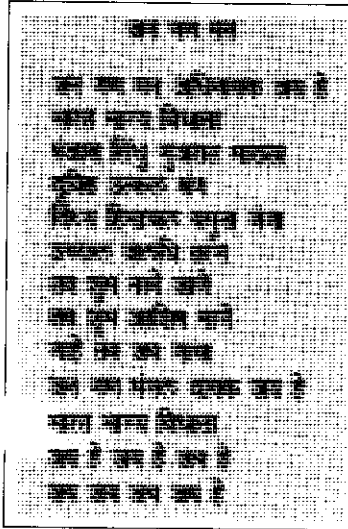 जन गण मन
जन गण मन अधिनायक जय हे
भारत भाग्य विधाता
पंजाब सिंधु गुजरात मराठा
द्राविड़ उत्कल बंग
विंध्य हिमाचल यमुना गंगा
उच्छल जलधि तरंग
तव शुभ नामे जागे
तव शुभ आशिष मागे
गाहे तव जय गाथा
जन गण मंगल दायक जय हे
भारत भाग्य विधाता
जय हे जय हे जय हे
जय जय जय जय हे